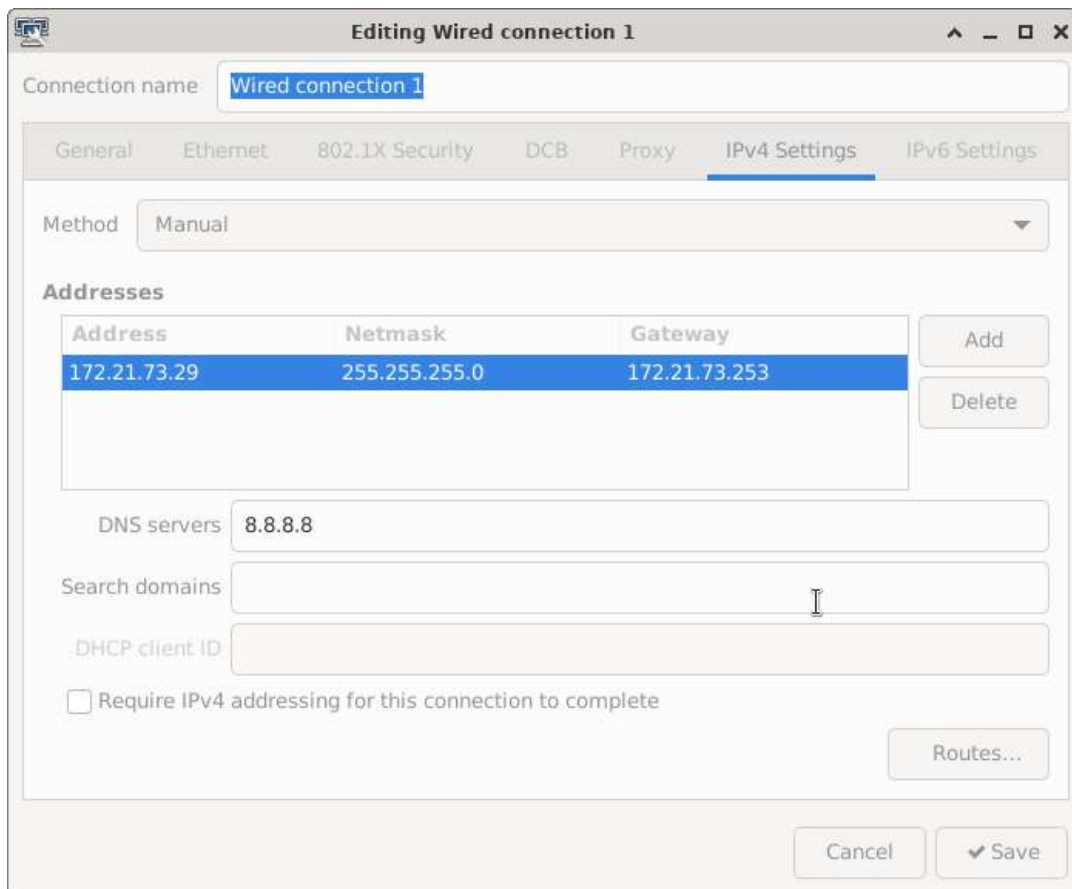 Editing Wired connection 1
Connection name Wired connection 1
General Ethernet 802.1X Security DCB Proxy IPv4 Settings IPv6 Settings
Method Manual
Addresses
Address Netmask Gateway
Add
172.21.73.29 255.255.255.0 172.21.73.253
Delete
DNS servers 8.8.8.8
Search domains
DHCP client ID
Require IPv4 addressing for this connection to complete
Routes...
Cancel Save